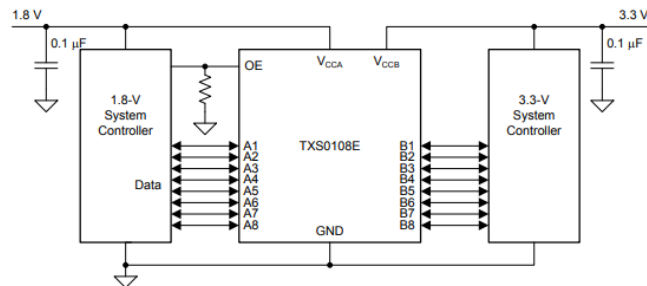 1.8 V
3.3 V
0.1 µF
0.1 µF
OE
VCCA
VCCB
1.8-V
System
Controller
TXS0108E
3.3-V
System
Controller
Data
A1
A2
A3
A4
A5
A6
A7
A8
B1
B2
B3
B4
B5
B6
B7
B8
GND